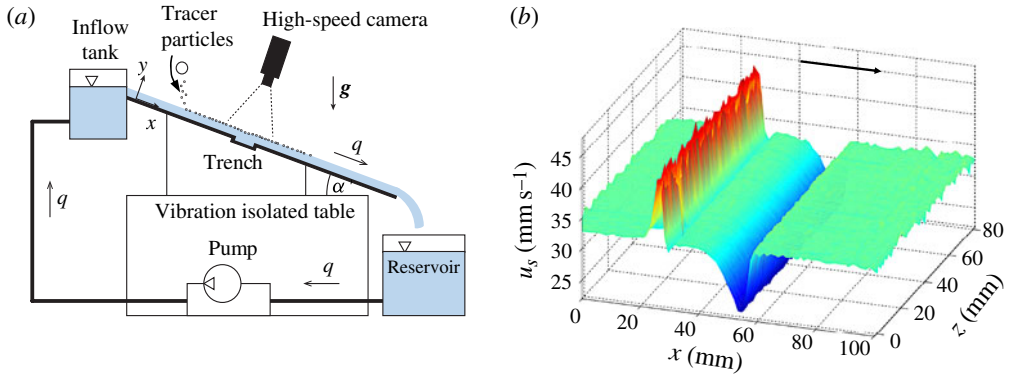 (a)
Tracer
particles
High-speed camera
Inflow
tank
y
g
x
Trench
q
α
q
Vibration isolated table
Pump
q
Reservoir
(b)
45
40
35
30
25
u_s (mm s⁻¹)
0
20
40
60
80
100
x (mm)
0
20
40
60
80
z (mm)